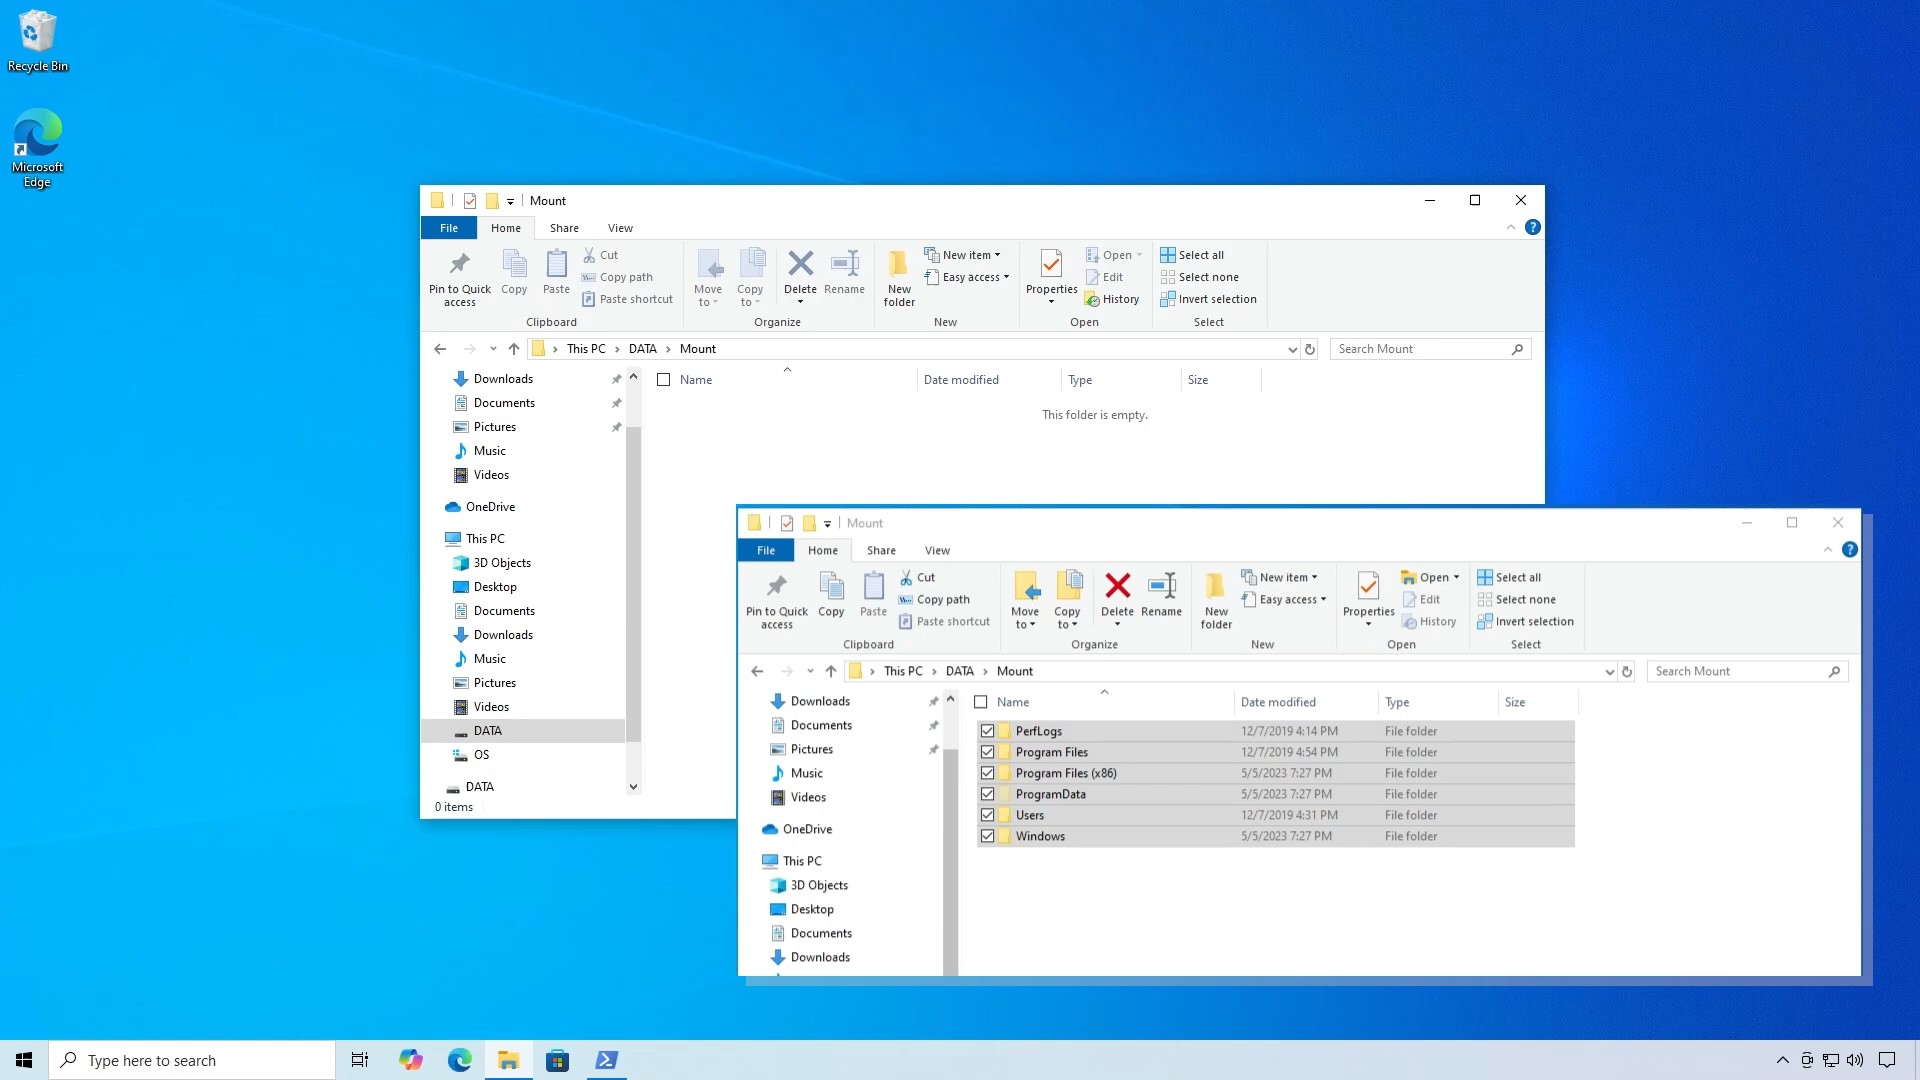 Recycle Bin
Microsoft
Edge
Mount
File Home Share View
Pin to Quick
access
Copy
Paste
Cut
Copy path
Paste shortcut
Clipboard
Move
to
Copy
to
Delete
Rename
Organize
New
folder
New item
Easy access
New
Properties
Open
Edit
History
Open
Select all
Select none
Invert selection
Select
This PC DATA Mount
Search Mount
Name Date modified Type Size
This folder is empty.
Downloads
Documents
Pictures
Music
Videos
OneDrive
This PC
3D Objects
Desktop
Documents
Downloads
Music
Pictures
Videos
DATA
OS
DATA
0 items
Mount
File Home Share View
Pin to Quick
access
Copy
Paste
Cut
Copy path
Paste shortcut
Clipboard
Move
to
Copy
to
Delete
Rename
Organize
New
folder
New item
Easy access
New
Properties
Open
Edit
History
Open
Select all
Select none
Invert selection
Select
This PC DATA Mount
Search Mount
Downloads
Documents
Pictures
Music
Videos
OneDrive
This PC
3D Objects
Desktop
Documents
Downloads
Name Date modified Type Size
PerfLogs 12/7/2019 4:14 PM File folder
Program Files 12/7/2019 4:54 PM File folder
Program Files (x86) 5/5/2023 7:27 PM File folder
ProgramData 5/5/2023 7:27 PM File folder
Users 12/7/2019 4:31 PM File folder
Windows 5/5/2023 7:27 PM File folder
Type here to search